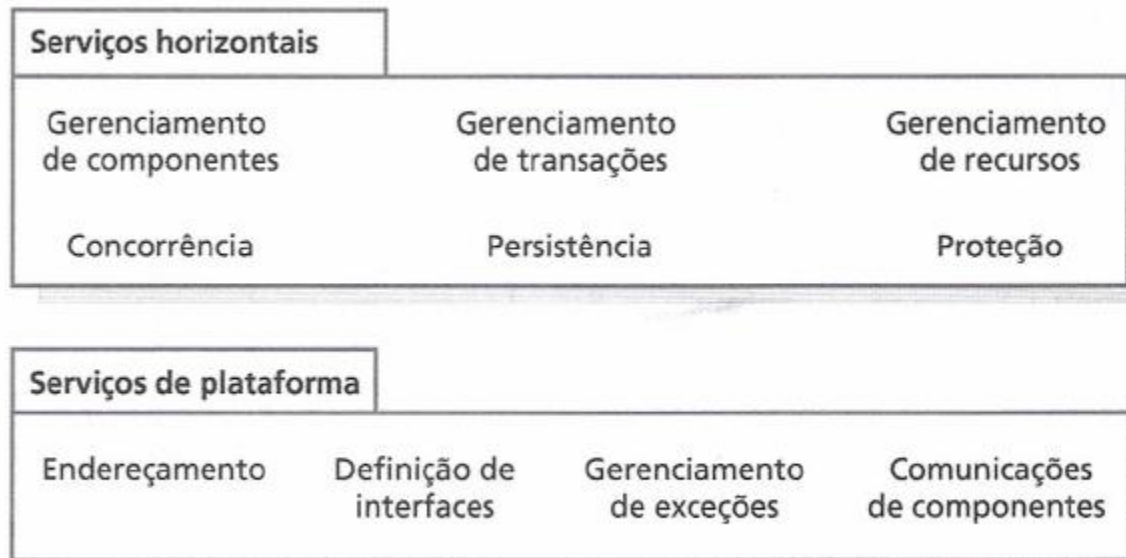 Serviços horizontais
Gerenciamento Gerenciamento Gerenciamento
de componentes de transações de recursos
Concorrência Persistência Proteção
Serviços de plataforma
Endereçamento Definição de Gerenciamento Comunicações
interfaces de exceções de componentes